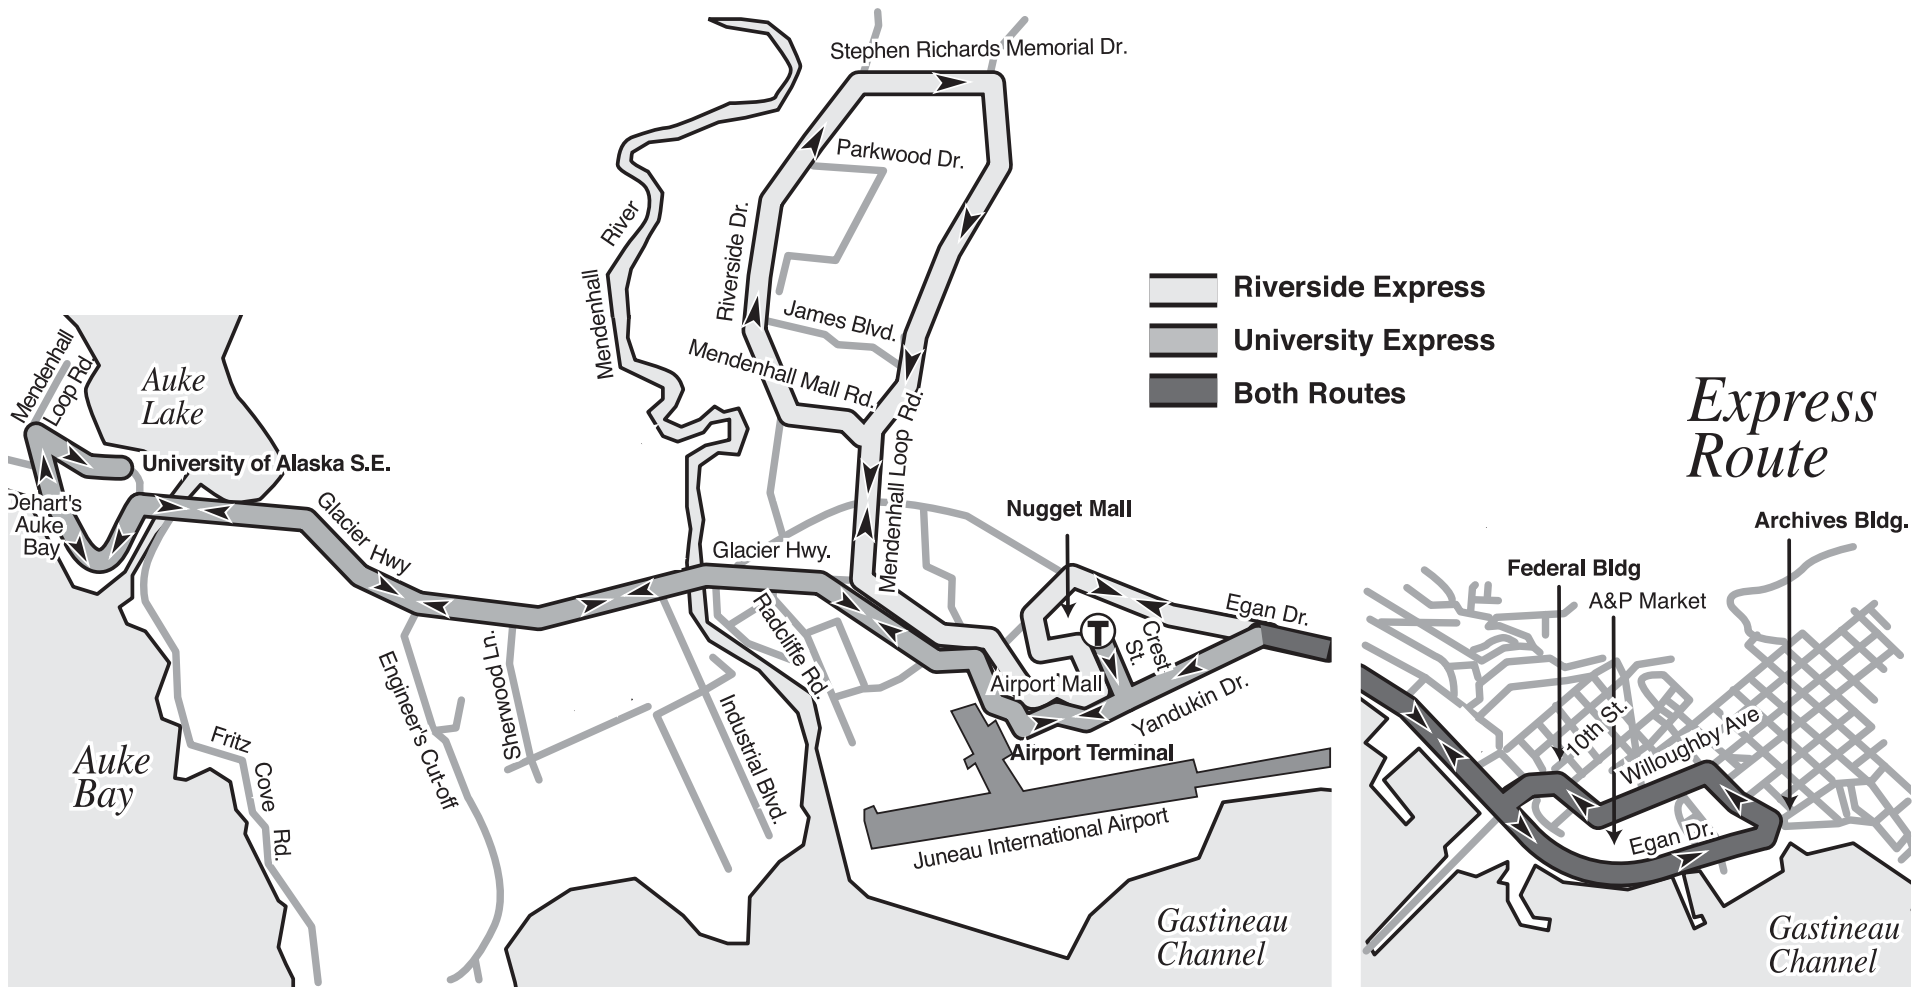 Stephen Richards Memorial Dr.
Parkwood Dr.
River
Mendenhall
Riverside Dr.
James Blvd.
Mendenhall Mall Rd.
Mendenhall Loop Rd.
Riverside Express
University Express
Both Routes
Express
Route
Mendenhall
Loop Rd.
Auke
Lake
University of Alaska S.E.
Dehart's
Auke
Bay
Glacier Hwy
Glacier Hwy.
Nugget Mall
T
Egan Dr.
Crest
St.
Airport Mall
Yandukin Dr.
Airport Terminal
Juneau International Airport
Radcliffe Rd.
Industrial Blvd.
Sherwood Ln.
Engineer's Cut-off
Fritz
Cove
Rd.
Auke
Bay
Gastineau
Channel
Archives Bldg.
Federal Bldg
A&P Market
10th St.
Willoughby Ave
Egan Dr.
Gastineau
Channel